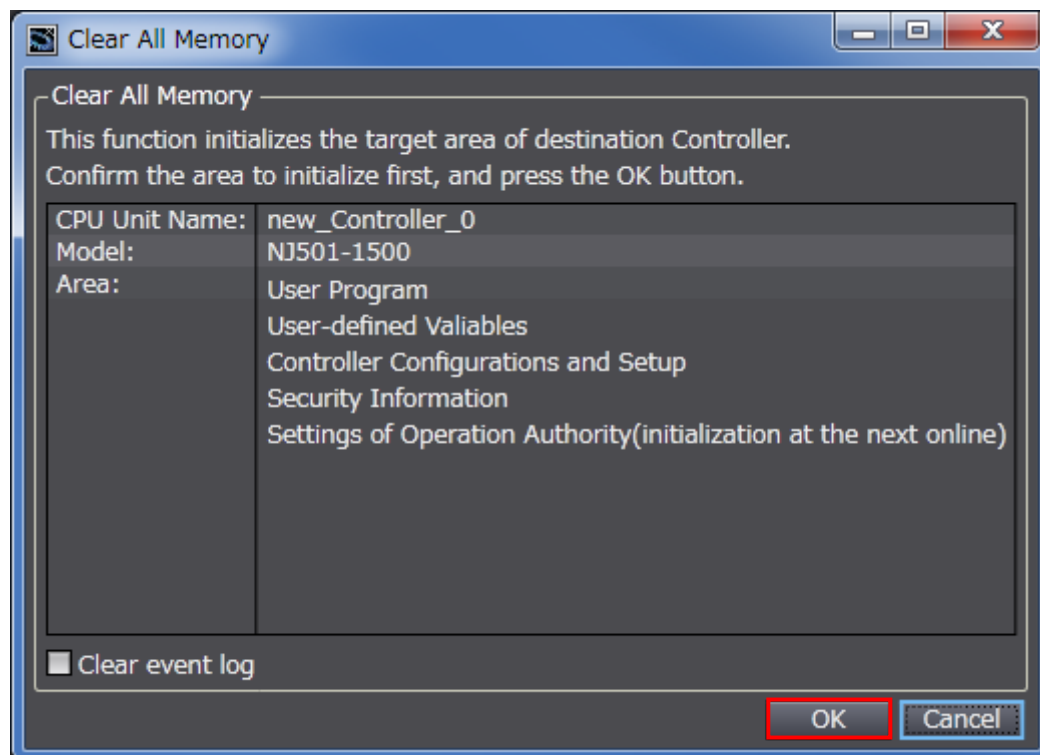 Clear All Memory
Clear All Memory
This function initializes the target area of destination Controller.
Confirm the area to initialize first, and press the OK button.
CPU Unit Name: new_Controller_0
Model: NJ501-1500
Area: User Program
User-defined Valiables
Controller Configurations and Setup
Security Information
Settings of Operation Authority(initialization at the next online)
Clear event log
OK Cancel